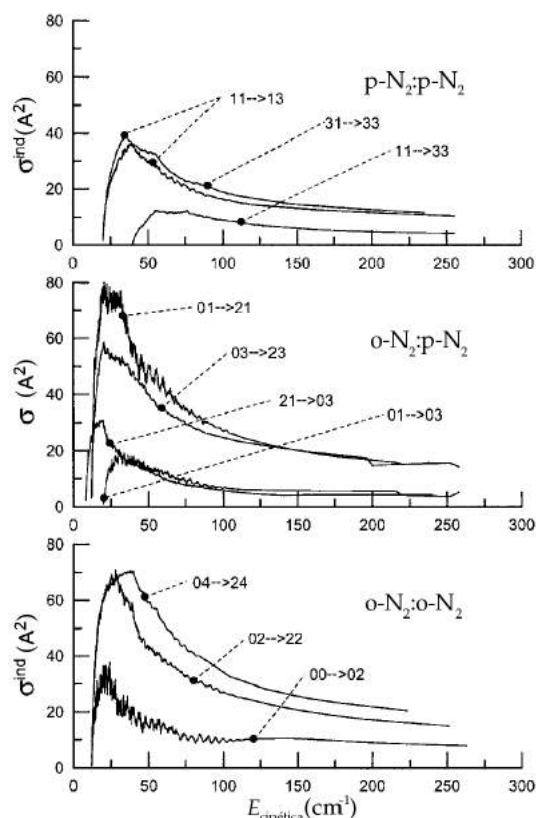 80
p-N₂:p-N₂
60
11-->13
σ^ind (A²)
40
31-->33
11-->33
20
0
0 50 100 150 200 250 300
80
o-N₂:p-N₂
01-->21
60
03-->23
σ (A²)
40
21-->03
01-->03
20
0
0 50 100 150 200 250 300
80
o-N₂:o-N₂
04-->24
60
σ^ind (A²)
02-->22
40
00-->02
20
0
0 50 100 150 200 250 300
E_cinética (cm⁻¹)